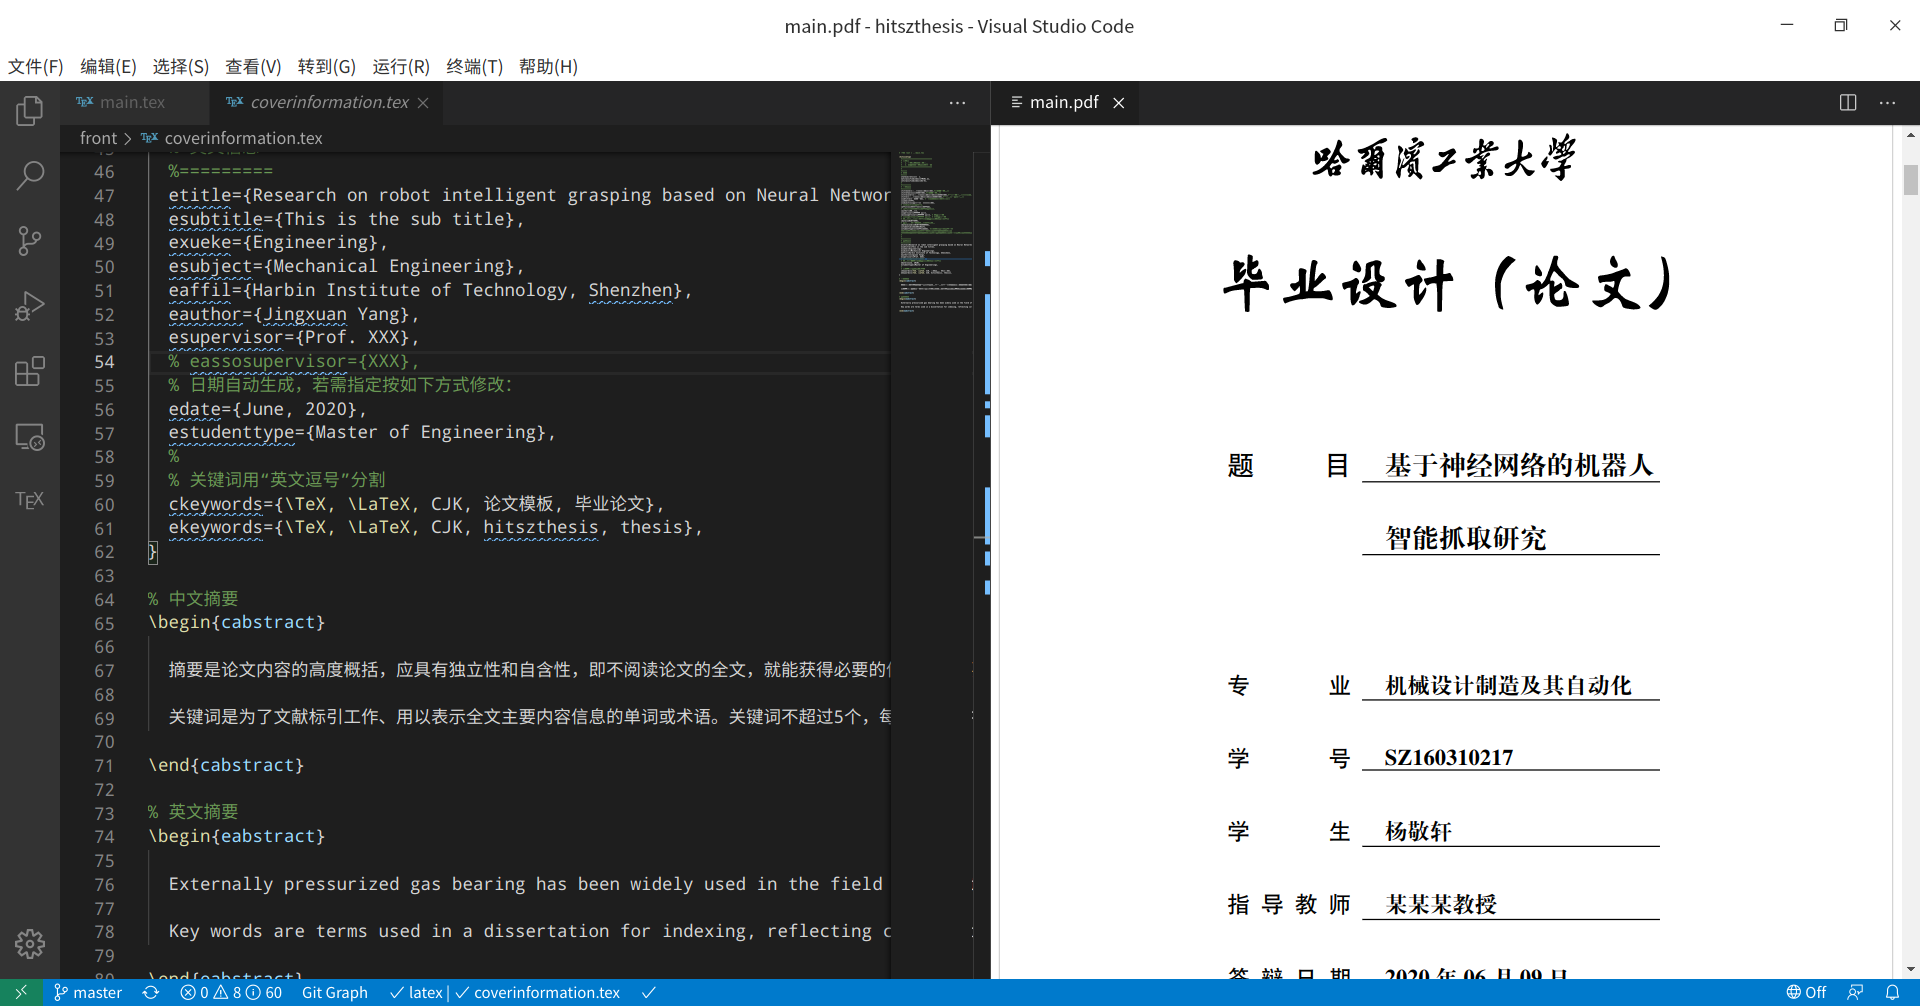 main.pdf - hitszthesis - Visual Studio Code
文件(F) 编辑(E) 选择(S) 查看(V) 转到(G) 运行(R) 终端(T) 帮助(H)
main.tex
coverinformation.tex
front > coverinformation.tex
46 %=========
47 etitle={Research on robot intelligent grasping based on Neural Networ
48 esubtitle={This is the sub title},
49 exueke={Engineering},
50 esubject={Mechanical Engineering},
51 eaffil={Harbin Institute of Technology, Shenzhen},
52 eauthor={Jingxuan Yang},
53 esupervisor={Prof. XXX},
54 % eassosupervisor={XXX},
55 % 日期自动生成，若需指定按如下方式修改：
56 edate={June, 2020},
57 estudenttype={Master of Engineering},
58 %
59 % 关键词用“英文逗号”分割
60 ckeywords={\TeX, \LaTeX, CJK, 论文模板, 毕业论文},
61 ekeywords={\TeX, \LaTeX, CJK, hitszthesis, thesis},
62 }
63
64 % 中文摘要
65 \begin{cabstract}
66
67 摘要是论文内容的高度概括，应具有独立性和自含性，即不阅读论文的全文，就能获得必要的
68
69 关键词是为了文献标引工作、用以表示全文主要内容信息的单词或术语。关键词不超过5个，每
70
71 \end{cabstract}
72
73 % 英文摘要
74 \begin{eabstract}
75
76 Externally pressurized gas bearing has been widely used in the field
77
78 Key words are terms used in a dissertation for indexing, reflecting c
79
80 \end{eabstract}
TEX
main.pdf
哈爾濱工業大學
毕业设计（论文）
题 目 基于神经网络的机器人
智能抓取研究
专 业 机械设计制造及其自动化
学 号 SZ160310217
学 生 杨敬轩
指 导 教 师 某某某教授
答 辩 日 期 2020 年 06 月 09 日
master 0 8 60 Git Graph ✓ latex | ✓ coverinformation.tex ✓ Off